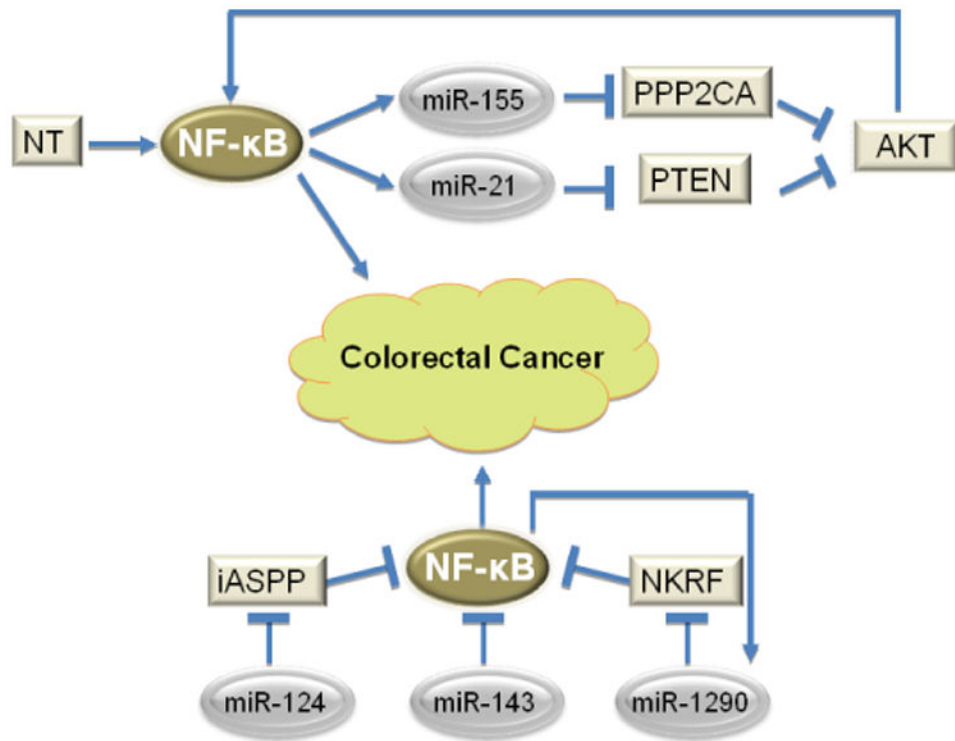 miR-155
PPP2CA
NT
NF-κB
AKT
miR-21
PTEN
Colorectal Cancer
NF-κB
iASPP
NKRF
miR-124
miR-143
miR-1290